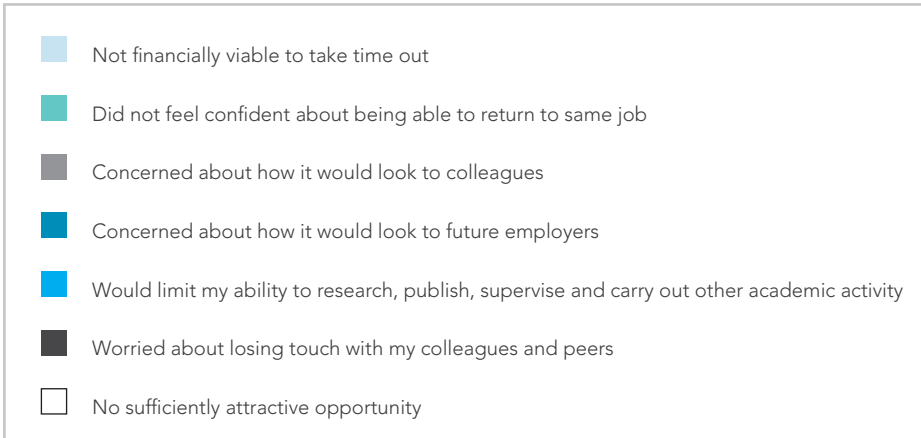 Not financially viable to take time out
Did not feel confident about being able to return to same job
Concerned about how it would look to colleagues
Concerned about how it would look to future employers
Would limit my ability to research, publish, supervise and carry out other academic activity
Worried about losing touch with my colleagues and peers
No sufficiently attractive opportunity